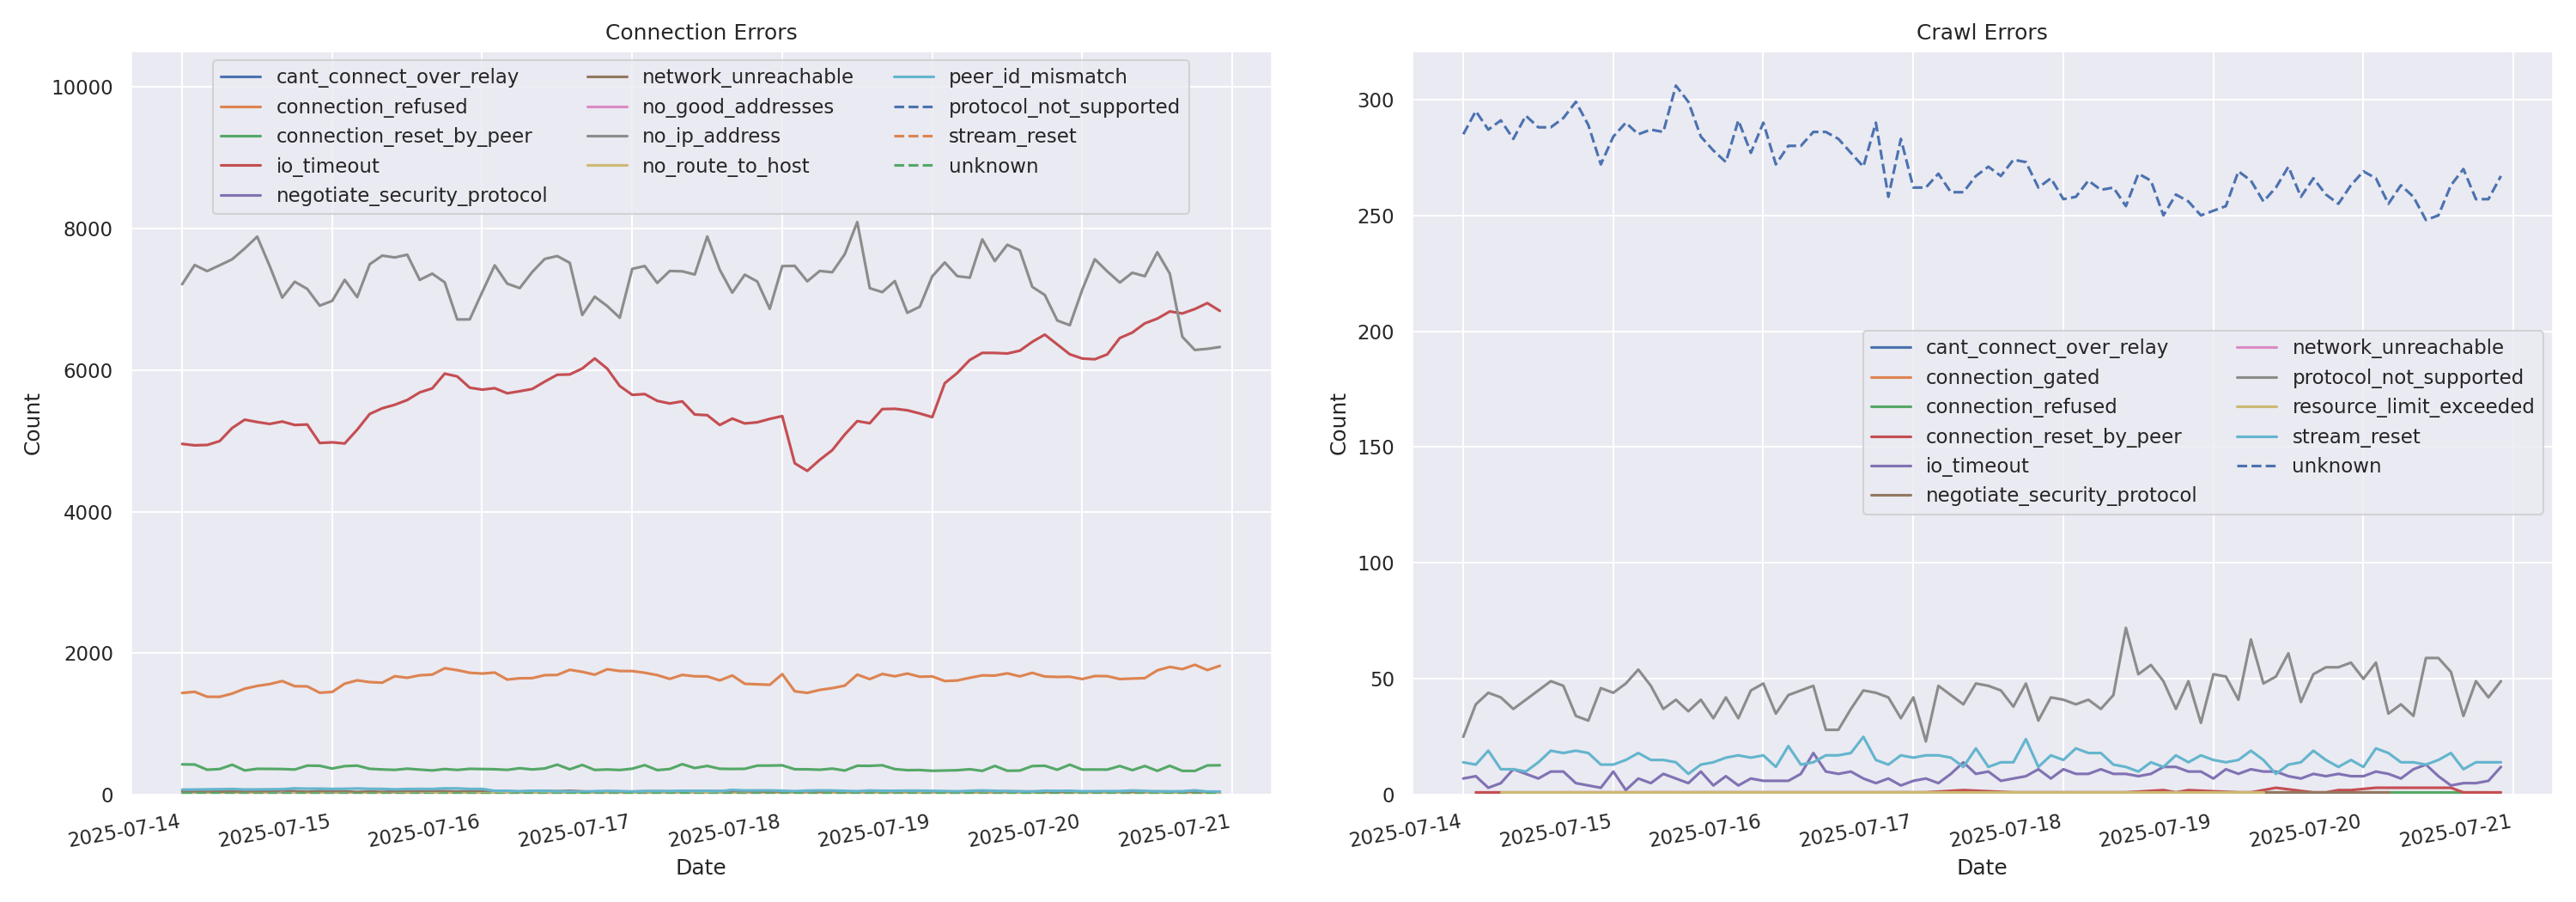 Connection Errors
cant_connect_over_relay
connection_refused
connection_reset_by_peer
io_timeout
negotiate_security_protocol
network_unreachable
no_good_addresses
no_ip_address
no_route_to_host
peer_id_mismatch
protocol_not_supported
stream_reset
unknown
10000
8000
6000
4000
2000
0
Count
2025-07-14
2025-07-15
2025-07-16
2025-07-17
2025-07-18
2025-07-19
2025-07-20
2025-07-21
Date
Crawl Errors
300
250
200
150
100
50
0
Count
cant_connect_over_relay
connection_gated
connection_refused
connection_reset_by_peer
io_timeout
negotiate_security_protocol
network_unreachable
protocol_not_supported
resource_limit_exceeded
stream_reset
unknown
2025-07-14
2025-07-15
2025-07-16
2025-07-17
2025-07-18
2025-07-19
2025-07-20
2025-07-21
Date